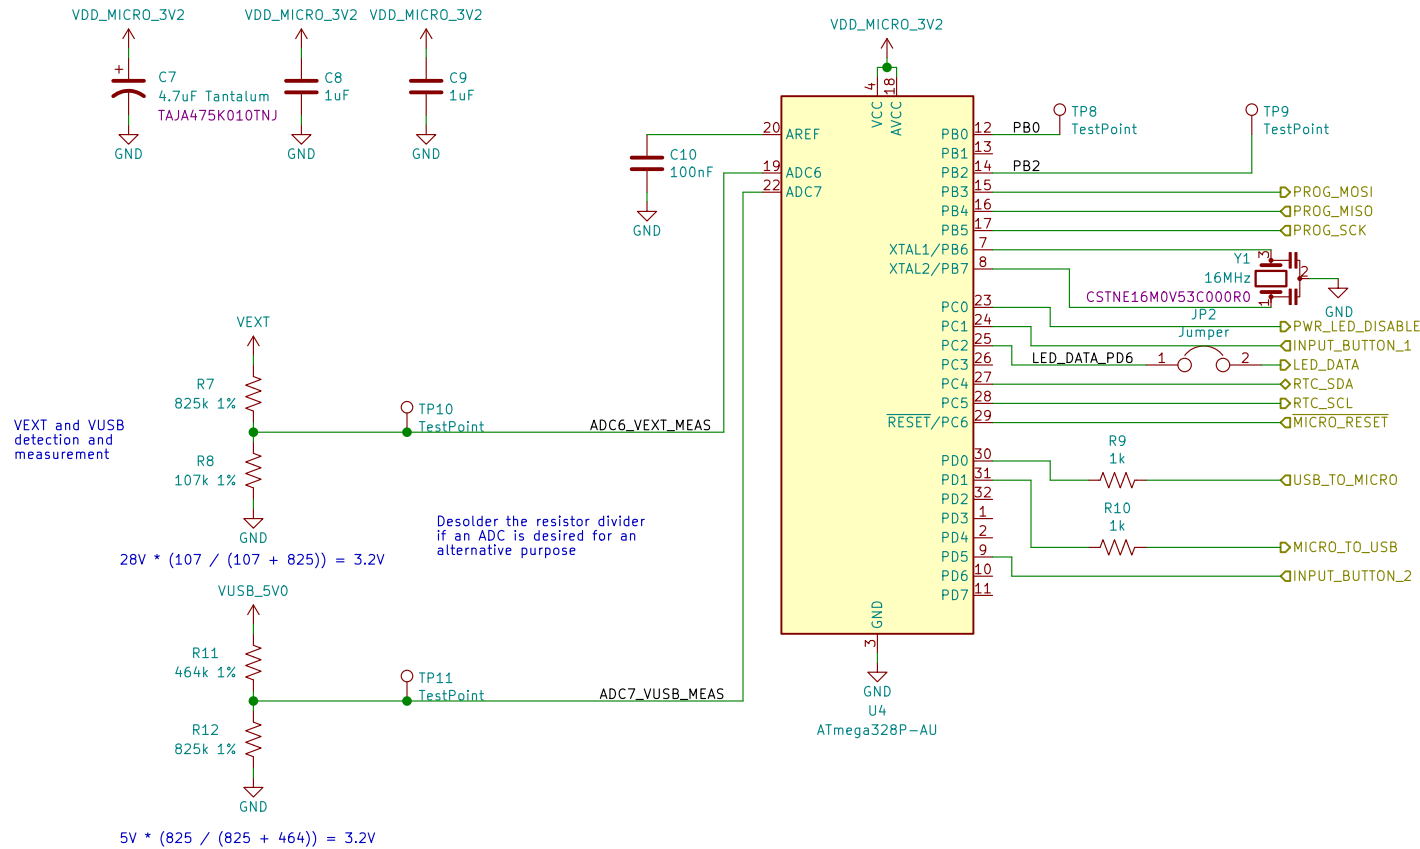 VDD_MICRO_3V2
VDD_MICRO_3V2
VDD_MICRO_3V2
+
C7
4.7uF Tantalum
TAJA475K010TNJ
GND
C8
1uF
GND
C9
1uF
GND
VDD_MICRO_3V2
C10
100nF
GND
4
VCC
18
AVCC
20 AREF
19 ADC6
22 ADC7
PB0 12
PB1 13
PB2 14
PB3 15
PB4 16
PB5 17
XTAL1/PB6 7
XTAL2/PB7 8
PC0 23
PC1 24
PC2 25
PC3 26
PC4 27
PC5 28
RESET/PC6 29
PD0 30
PD1 31
PD2 32
PD3 1
PD4 2
PD5 9
PD6 10
PD7 11
GND
3
GND
U4
ATmega328P-AU
PB0
TP8
TestPoint
TP9
TestPoint
PB2
PROG_MOSI
PROG_MISO
PROG_SCK
Y1
16MHz
CSTNE16M0V53C000R0
3
2
1
GND
JP2
Jumper
PWR_LED_DISABLE
INPUT_BUTTON_1
LED_DATA_PD6
1
2
LED_DATA
RTC_SDA
RTC_SCL
MICRO_RESET
R9
1k
USB_TO_MICRO
R10
1k
MICRO_TO_USB
INPUT_BUTTON_2
VEXT
R7
825k 1%
VEXT and VUSB
detection and
measurement
TP10
TestPoint
ADC6_VEXT_MEAS
R8
107k 1%
GND
28V * (107 / (107 + 825)) = 3.2V
Desolder the resistor divider
if an ADC is desired for an
alternative purpose
VUSB_5V0
R11
464k 1%
TP11
TestPoint
ADC7_VUSB_MEAS
R12
825k 1%
GND
5V * (825 / (825 + 464)) = 3.2V